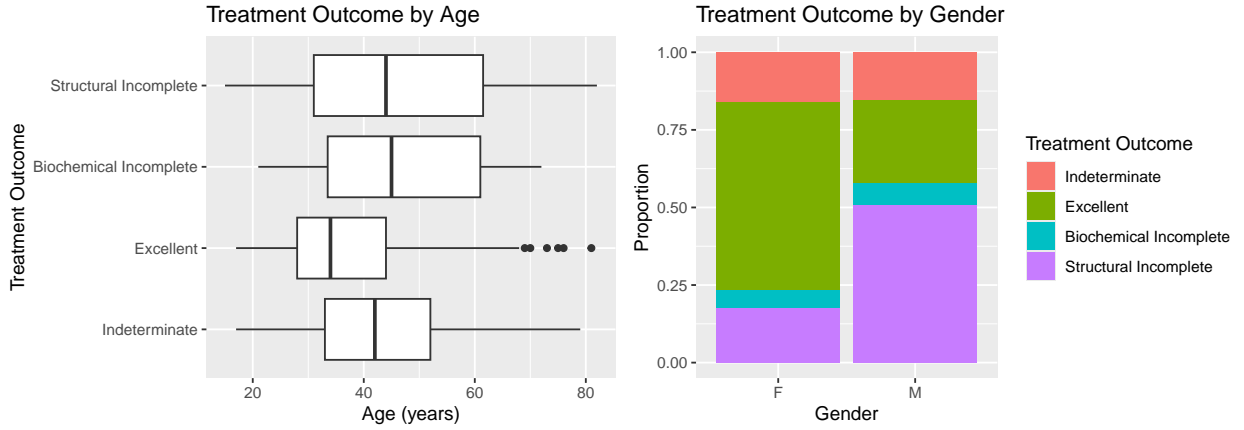 Treatment Outcome by Age
Treatment Outcome
Structural Incomplete
Biochemical Incomplete
Excellent
Indeterminate
20
40
60
80
Age (years)
Treatment Outcome by Gender
Proportion
1.00
0.75
0.50
0.25
0.00
F
M
Gender
Treatment Outcome
Indeterminate
Excellent
Biochemical Incomplete
Structural Incomplete